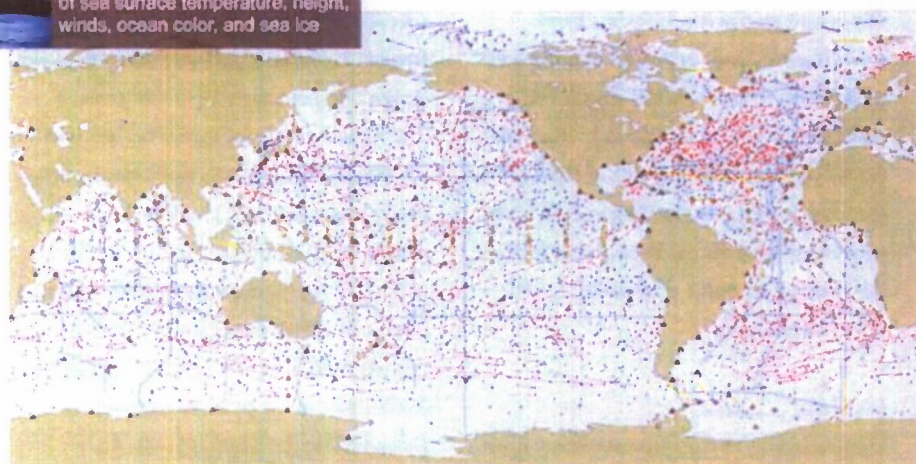 of sea surface temperature, height,
winds, ocean color, and sea ice